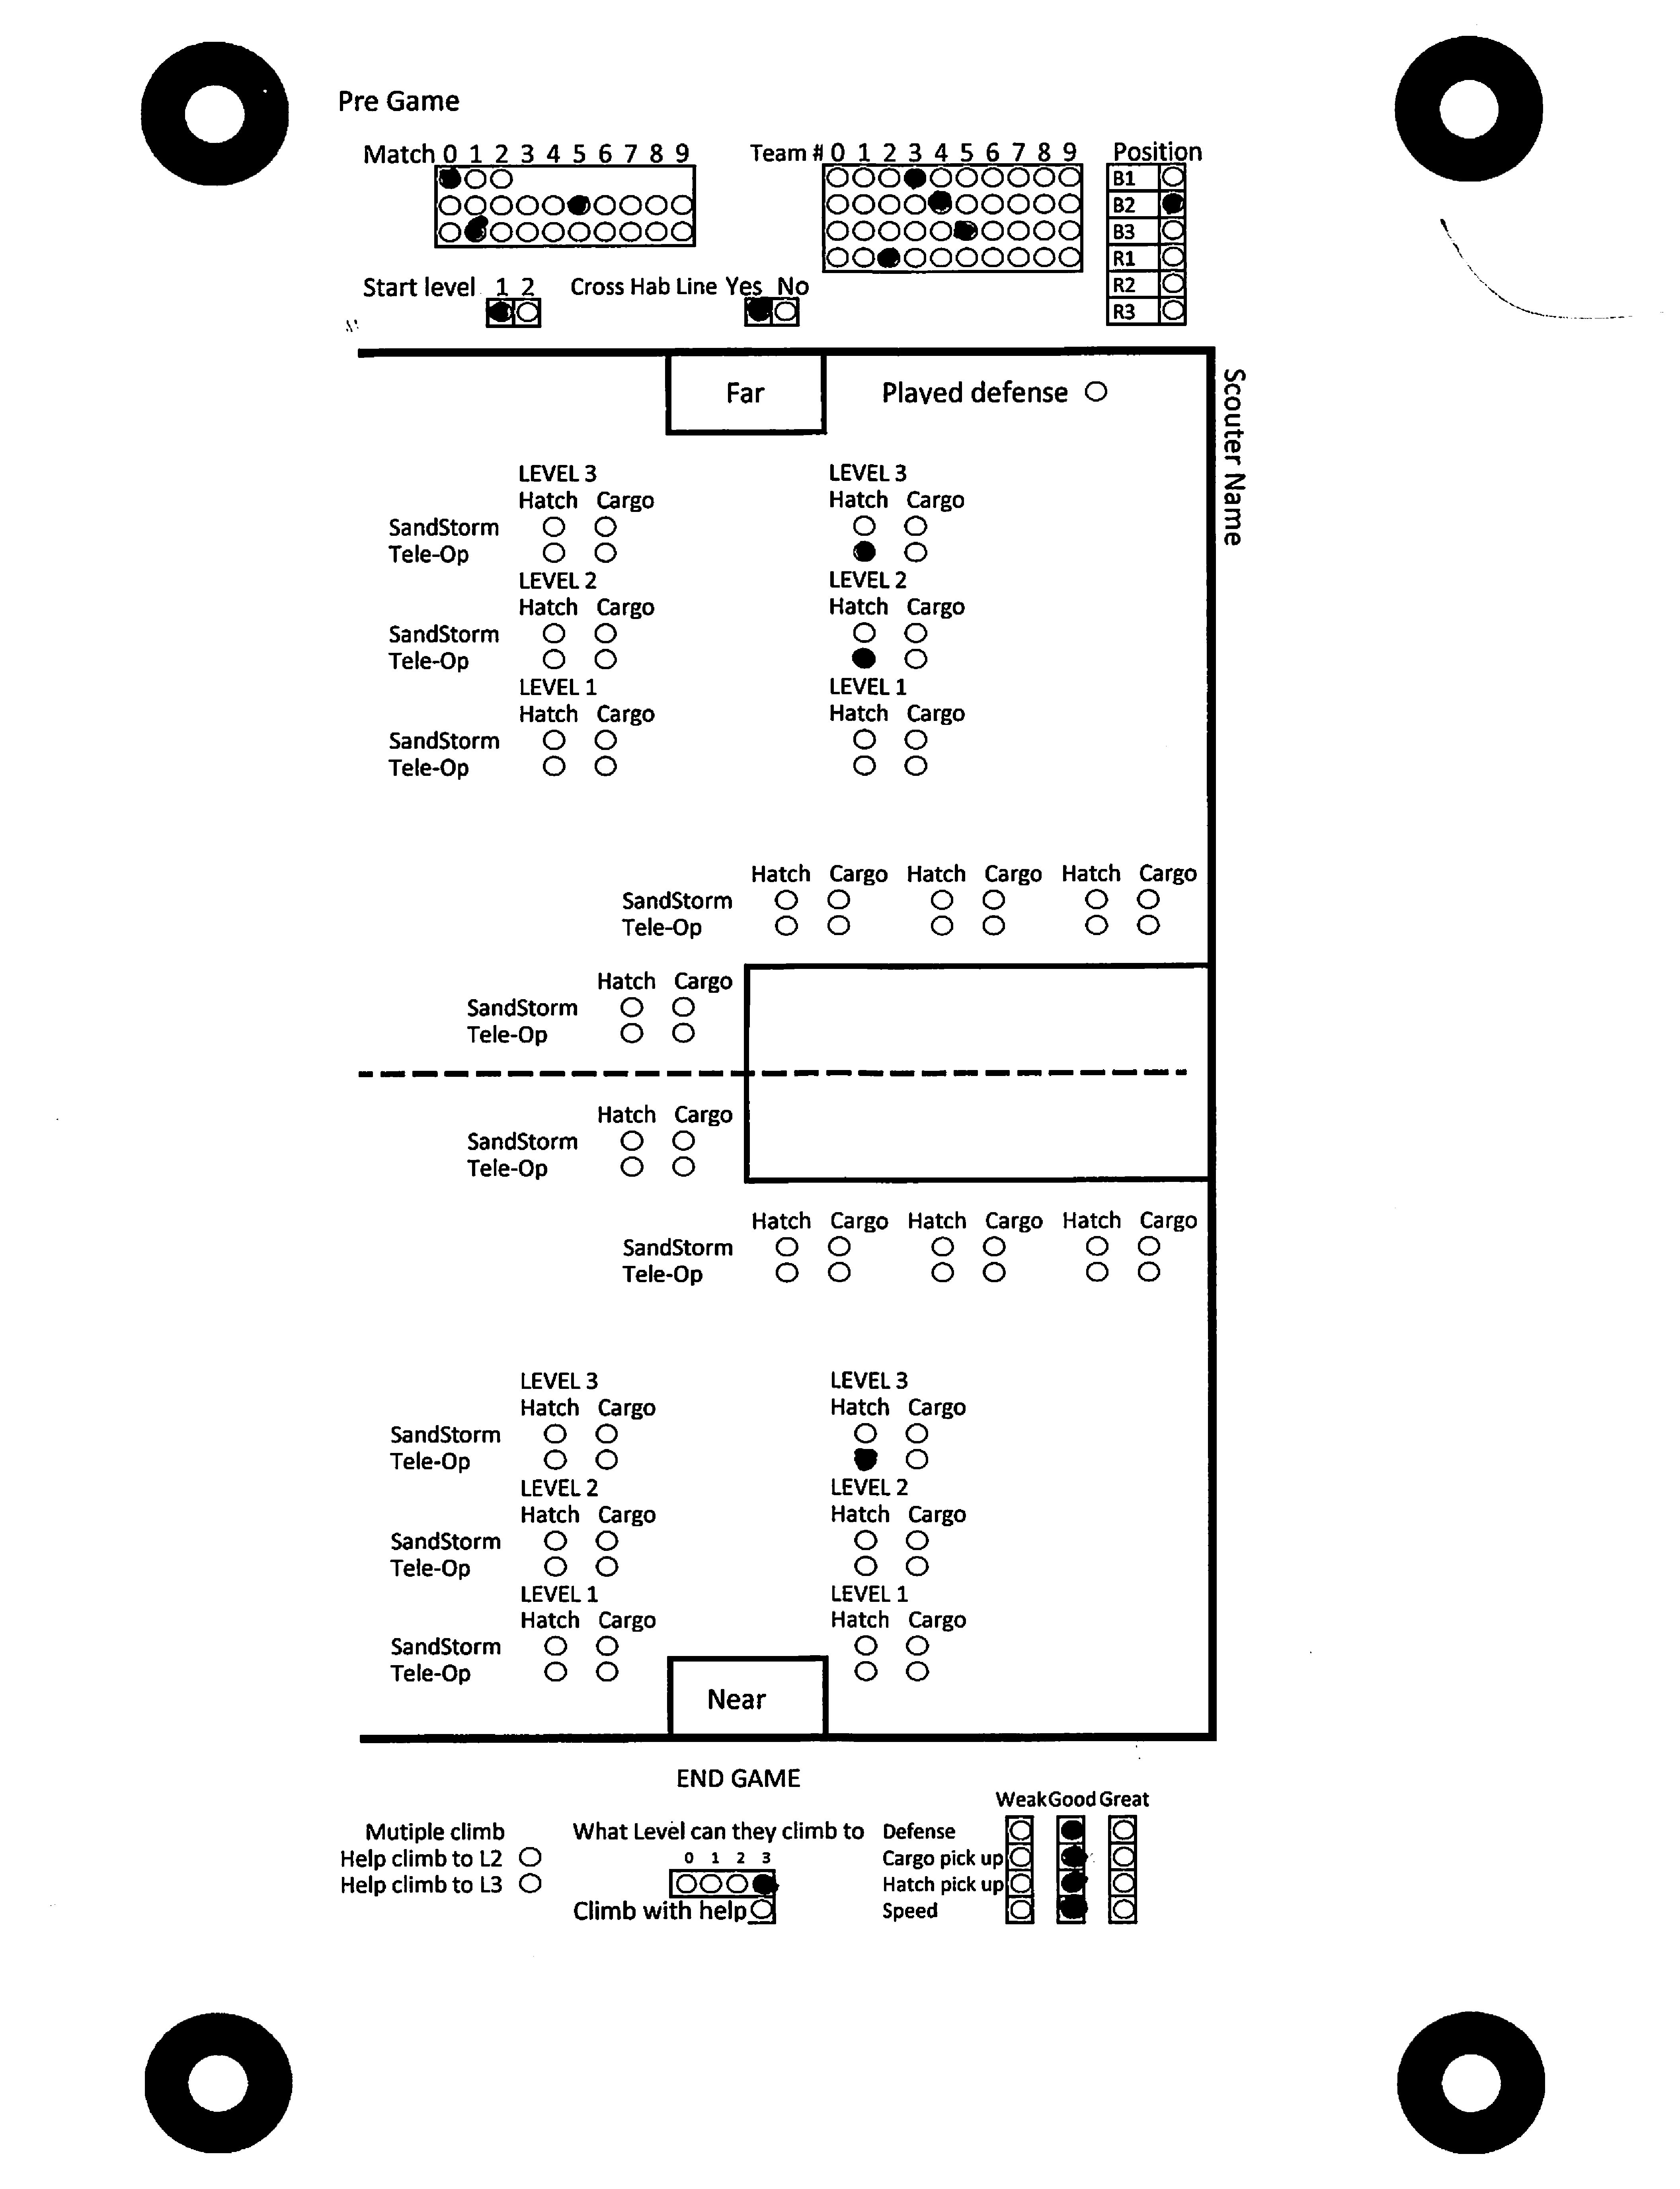 Pre Game
Match 0 1 2 3 4 5 6 7 8 9
Team # 0 1 2 3 4 5 6 7 8 9
Position
B1
B2
B3
R1
R2
R3
Start level 1 2
Cross Hab Line Yes No
Far
Played defense
Scouter Name
LEVEL 3 LEVEL 3
Hatch Cargo Hatch Cargo
SandStorm
Tele-Op
LEVEL 2 LEVEL 2
Hatch Cargo Hatch Cargo
SandStorm
Tele-Op
LEVEL 1 LEVEL 1
Hatch Cargo Hatch Cargo
SandStorm
Tele-Op
Hatch Cargo Hatch Cargo Hatch Cargo
SandStorm
Tele-Op
Hatch Cargo
SandStorm
Tele-Op
Hatch Cargo
SandStorm
Tele-Op
Hatch Cargo Hatch Cargo Hatch Cargo
SandStorm
Tele-Op
LEVEL 3 LEVEL 3
Hatch Cargo Hatch Cargo
SandStorm
Tele-Op
LEVEL 2 LEVEL 2
Hatch Cargo Hatch Cargo
SandStorm
Tele-Op
LEVEL 1 LEVEL 1
Hatch Cargo Hatch Cargo
SandStorm
Tele-Op
Near
END GAME
Mutiple climb
Help climb to L2
Help climb to L3
What Level can they climb to
0 1 2 3
Climb with help
Weak Good Great
Defense
Cargo pick up
Hatch pick up
Speed